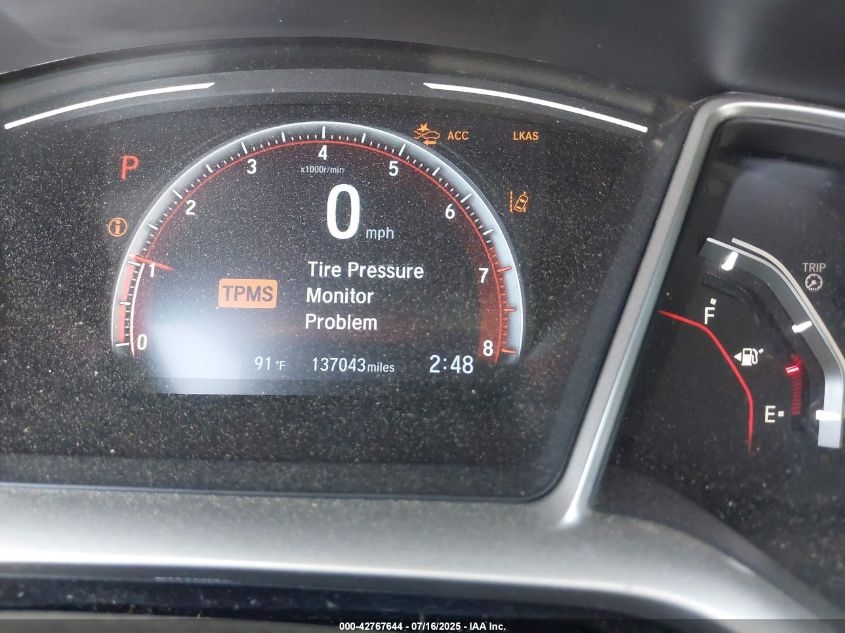 ACC
LKAS
P
4
3
5
x1000r/min
2
6
0 mph
1
7
Tire Pressure
TPMS
Monitor
Problem
0
8
91°F
137043 miles
2:48
TRIP
F
E
000-42767644 - 07/16/2025 - IAA Inc.